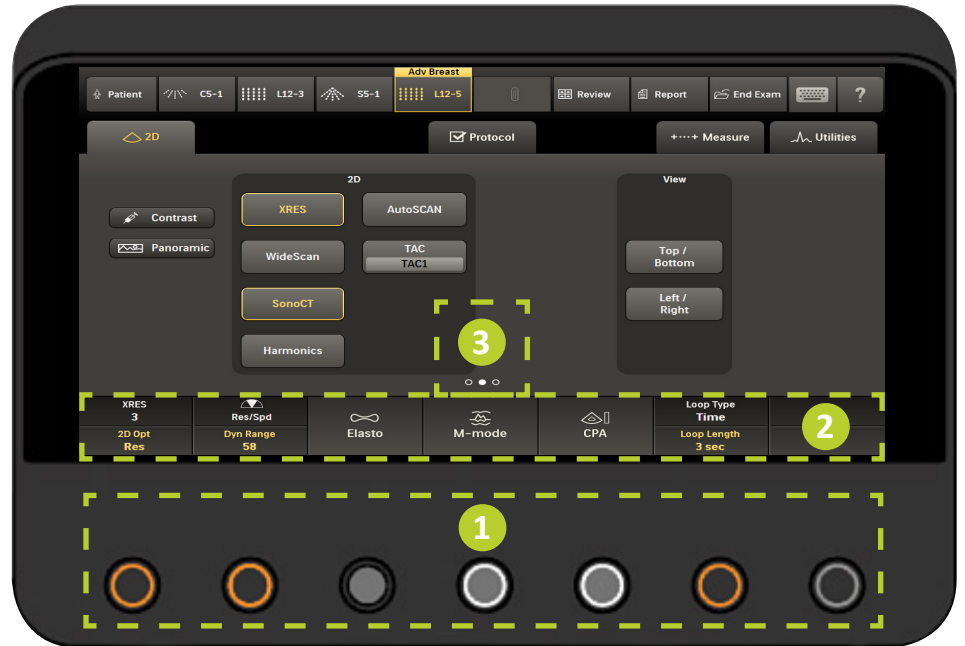 Adv Breast
Patient
C5-1
L12-3
S5-1
L12-5
Review
Report
End Exam
?
2D
Protocol
+····+ Measure
Utilities
2D
View
Contrast
Panoramic
XRES
AutoSCAN
WideScan
TAC
TAC1
SonoCT
Harmonics
Top /
Bottom
Left /
Right
3
XRES
3
2D Opt
Res
Res/Spd
Dyn Range
58
Elasto
M-mode
CPA
Loop Type
Time
Loop Length
3 sec
2
1